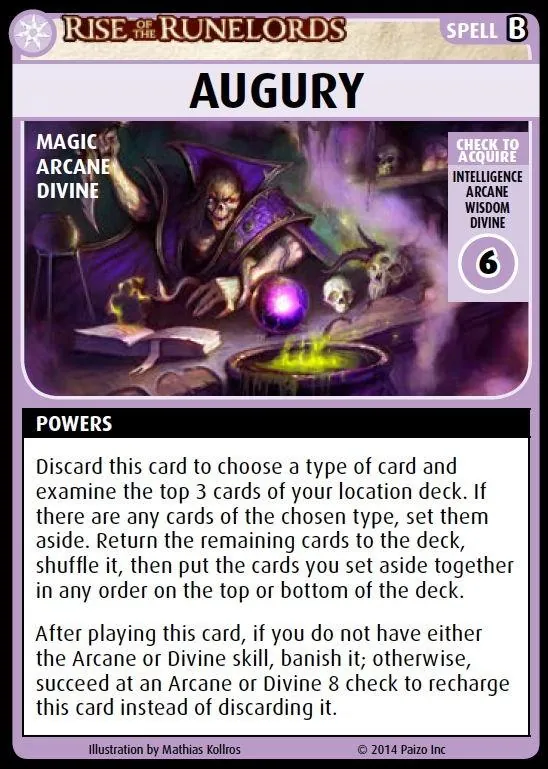 RISE OF THE RUNELORDS
SPELL B
AUGURY
MAGIC
ARCANE
DIVINE
CHECK TO
ACQUIRE
INTELLIGENCE
ARCANE
WISDOM
DIVINE
6
POWERS
Discard this card to choose a type of card and
examine the top 3 cards of your location deck. If
there are any cards of the chosen type, set them
aside. Return the remaining cards to the deck,
shuffle it, then put the cards you set aside together
in any order on the top or bottom of the deck.
After playing this card, if you do not have either
the Arcane or Divine skill, banish it; otherwise,
succeed at an Arcane or Divine 8 check to recharge
this card instead of discarding it.
Illustration by Mathias Kollros
© 2014 Paizo Inc